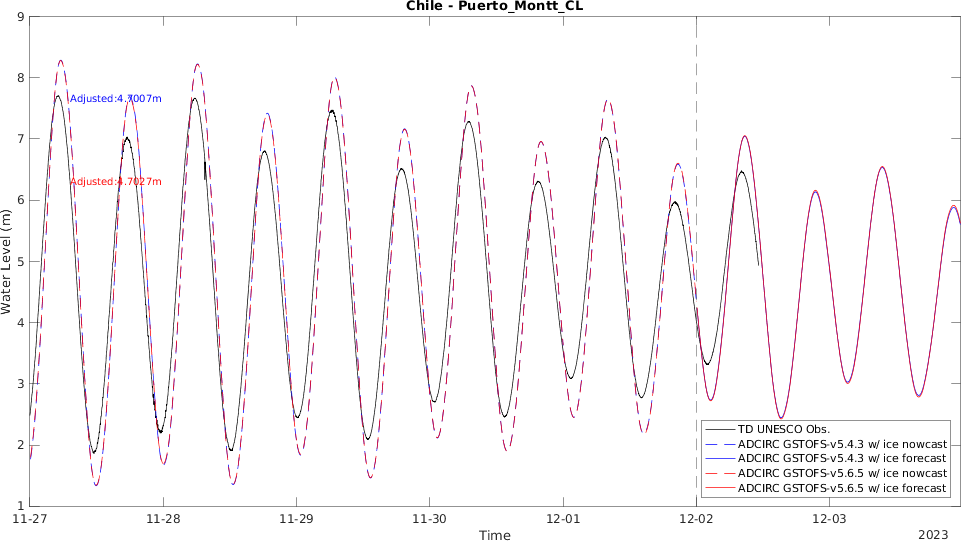 Chile - Puerto_Montt_CL
9
8
7
6
5
4
3
2
1
Water Level (m)
Adjusted:4.7007m
Adjusted:4.7027m
TD UNESCO Obs.
ADCIRC GSTOFS-v5.4.3 w/ ice nowcast
ADCIRC GSTOFS-v5.4.3 w/ ice forecast
ADCIRC GSTOFS-v5.6.5 w/ ice nowcast
ADCIRC GSTOFS-v5.6.5 w/ ice forecast
11-27 11-28 11-29 11-30 12-01 12-02 12-03
Time
2023